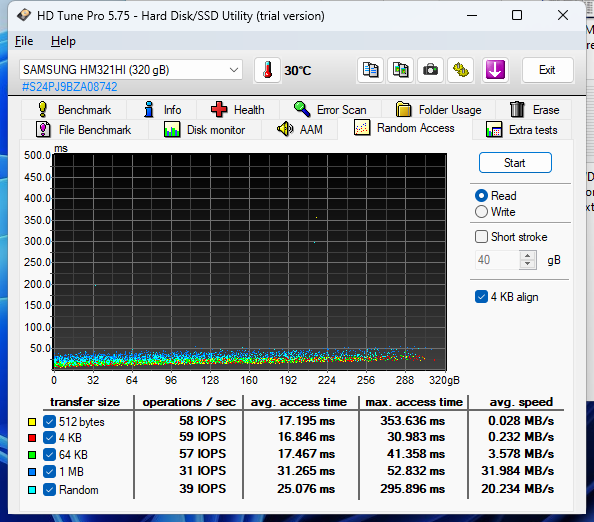 HD Tune Pro 5.75 - Hard Disk/SSD Utility (trial version)
File Help
SAMSUNG HM321HI (320 gB) 30°C Exit
#S24PJ9BZA08742
Benchmark Info Health Error Scan Folder Usage Erase
File Benchmark Disk monitor AAM Random Access Extra tests
ms
500.0
450.0
400.0
350.0
300.0
250.0
200.0
150.0
100.0
50.0
0 32 64 96 128 160 192 224 256 288 320gB
Start
Read
Write
Short stroke
40 gB
4 KB align
transfer size operations / sec avg. access time max. access time avg. speed
512 bytes 58 IOPS 17.195 ms 353.636 ms 0.028 MB/s
4 KB 59 IOPS 16.846 ms 30.983 ms 0.232 MB/s
64 KB 57 IOPS 17.467 ms 41.358 ms 3.578 MB/s
1 MB 31 IOPS 31.265 ms 52.832 ms 31.984 MB/s
Random 39 IOPS 25.076 ms 295.896 ms 20.234 MB/s